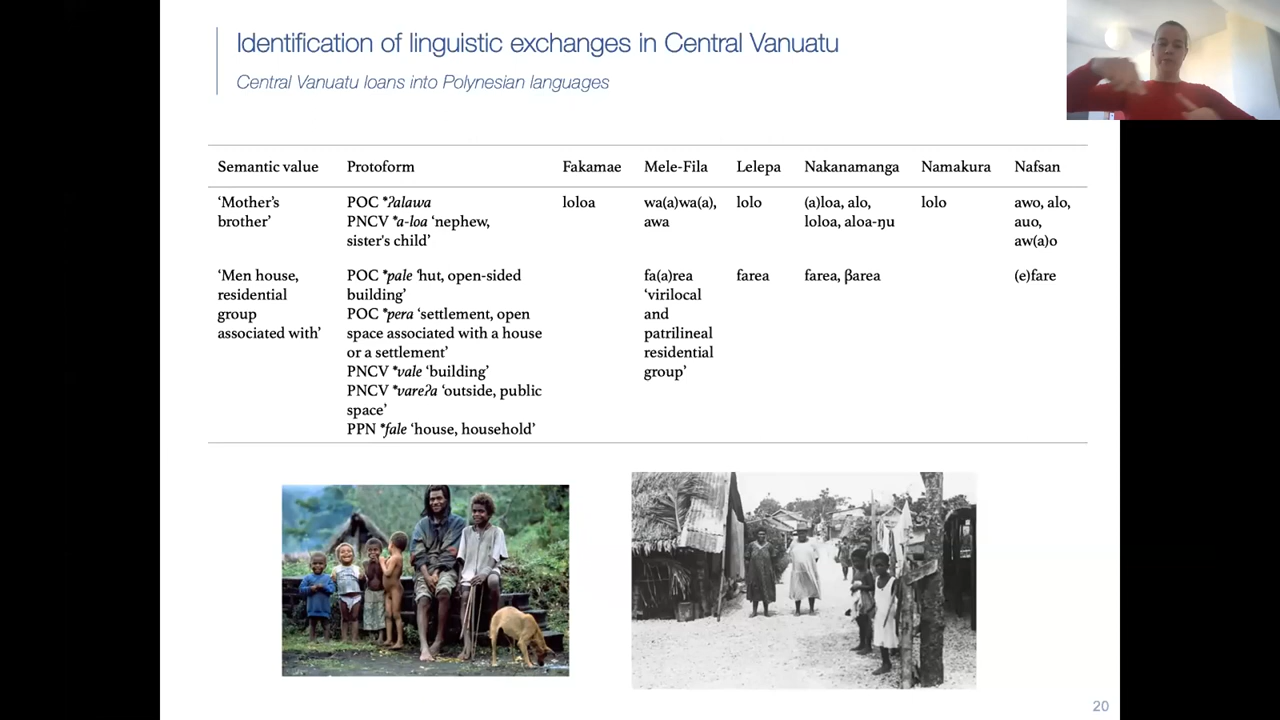 Identification of linguistic exchanges in Central Vanuatu
Central Vanuatu loans into Polynesian languages
Semantic value Protoform Fakamae Mele-Fila Lelepa Nakanamanga Namakura Nafsan
‘Mother’s POC *ʔalawa loloa wa(a)wa(a), lolo (a)loa, alo, lolo awo, alo,
brother’ PNCV *a-loa ‘nephew, awa loloa, aloa-ŋu auo,
sister's child’ aw(a)o
‘Men house, POC *pale ‘hut, open-sided fa(a)rea farea farea, βarea (e)fare
residential building’ ‘virilocal
group POC *pera ‘settlement, open and
associated with’ space associated with a house patrilineal
or a settlement’ residential
PNCV *vale ‘building’ group’
PNCV *vareʔa ‘outside, public
space’
PPN *fale ‘house, household’
20